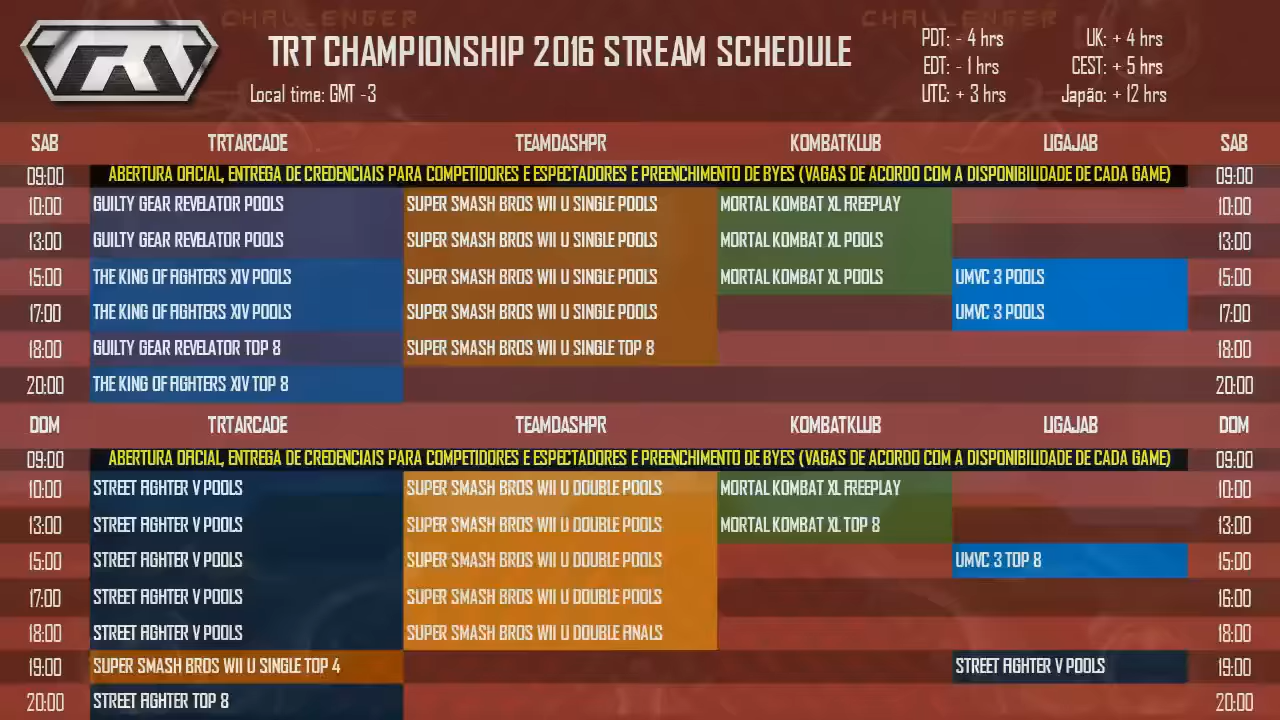 CHALLENGER CHALLENGER
TRT
TRT CHAMPIONSHIP 2016 STREAM SCHEDULE
Local time: GMT -3
PDT: - 4 hrs UK: + 4 hrs
EDT: - 1 hrs CEST: + 5 hrs
UTC: + 3 hrs Japão: + 12 hrs
SAB TRTARCADE TEAMDASHPR KOMBATKLUB LIGAJAB SAB
09:00 ABERTURA OFICIAL, ENTREGA DE CREDENCIAIS PARA COMPETIDORES E ESPECTADORES E PREENCHIMENTO DE BYES (VAGAS DE ACORDO COM A DISPONIBILIDADE DE CADA GAME) 09:00
10:00 GUILTY GEAR REVELATOR POOLS SUPER SMASH BROS WII U SINGLE POOLS MORTAL KOMBAT XL FREEPLAY 10:00
13:00 GUILTY GEAR REVELATOR POOLS SUPER SMASH BROS WII U SINGLE POOLS MORTAL KOMBAT XL POOLS 13:00
15:00 THE KING OF FIGHTERS XIV POOLS SUPER SMASH BROS WII U SINGLE POOLS MORTAL KOMBAT XL POOLS UMVC 3 POOLS 15:00
17:00 THE KING OF FIGHTERS XIV POOLS SUPER SMASH BROS WII U SINGLE POOLS UMVC 3 POOLS 17:00
18:00 GUILTY GEAR REVELATOR TOP 8 SUPER SMASH BROS WII U SINGLE TOP 8 18:00
20:00 THE KING OF FIGHTERS XIV TOP 8 20:00
DOM TRTARCADE TEAMDASHPR KOMBATKLUB LIGAJAB DOM
09:00 ABERTURA OFICIAL, ENTREGA DE CREDENCIAIS PARA COMPETIDORES E ESPECTADORES E PREENCHIMENTO DE BYES (VAGAS DE ACORDO COM A DISPONIBILIDADE DE CADA GAME) 09:00
10:00 STREET FIGHTER V POOLS SUPER SMASH BROS WII U DOUBLE POOLS MORTAL KOMBAT XL FREEPLAY 10:00
13:00 STREET FIGHTER V POOLS SUPER SMASH BROS WII U DOUBLE POOLS MORTAL KOMBAT XL TOP 8 13:00
15:00 STREET FIGHTER V POOLS SUPER SMASH BROS WII U DOUBLE POOLS UMVC 3 TOP 8 15:00
17:00 STREET FIGHTER V POOLS SUPER SMASH BROS WII U DOUBLE POOLS 16:00
18:00 STREET FIGHTER V POOLS SUPER SMASH BROS WII U DOUBLE FINALS 18:00
19:00 SUPER SMASH BROS WII U SINGLE TOP 4 STREET FIGHTER V POOLS 19:00
20:00 STREET FIGHTER TOP 8 20:00